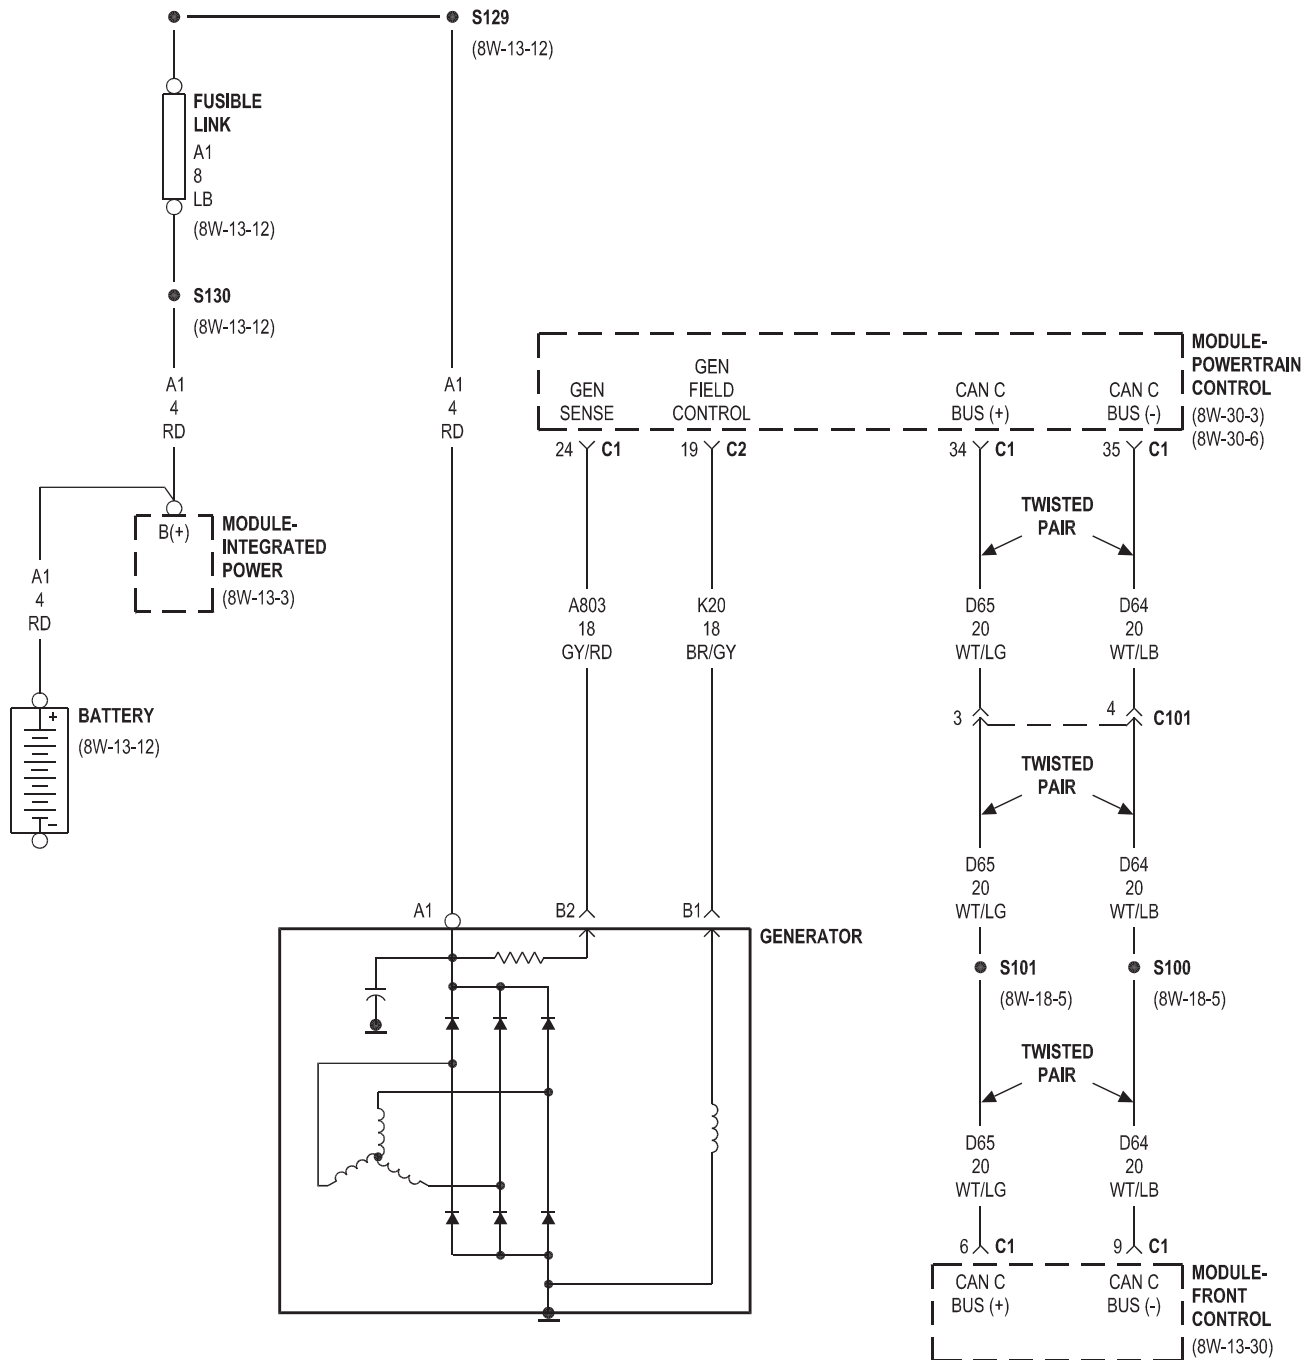 S129
(8W-13-12)
FUSIBLE
LINK
A1
8
LB
(8W-13-12)
S130
(8W-13-12)
A1
4
RD
A1
4
RD
B(+)
MODULE-
INTEGRATED
POWER
(8W-13-3)
A1
4
RD
+
BATTERY
(8W-13-12)
-
GEN
SENSE
GEN
FIELD
CONTROL
CAN C
BUS (+)
CAN C
BUS (-)
MODULE-
POWERTRAIN
CONTROL
(8W-30-3)
(8W-30-6)
24 C1
19 C2
34 C1
35 C1
TWISTED
PAIR
A803
18
GY/RD
K20
18
BR/GY
D65
20
WT/LG
D64
20
WT/LB
3
4
C101
TWISTED
PAIR
D65
20
WT/LG
D64
20
WT/LB
A1
B2
B1
GENERATOR
S101
(8W-18-5)
S100
(8W-18-5)
TWISTED
PAIR
D65
20
WT/LG
D64
20
WT/LB
6 C1
9 C1
CAN C
BUS (+)
CAN C
BUS (-)
MODULE-
FRONT
CONTROL
(8W-13-30)